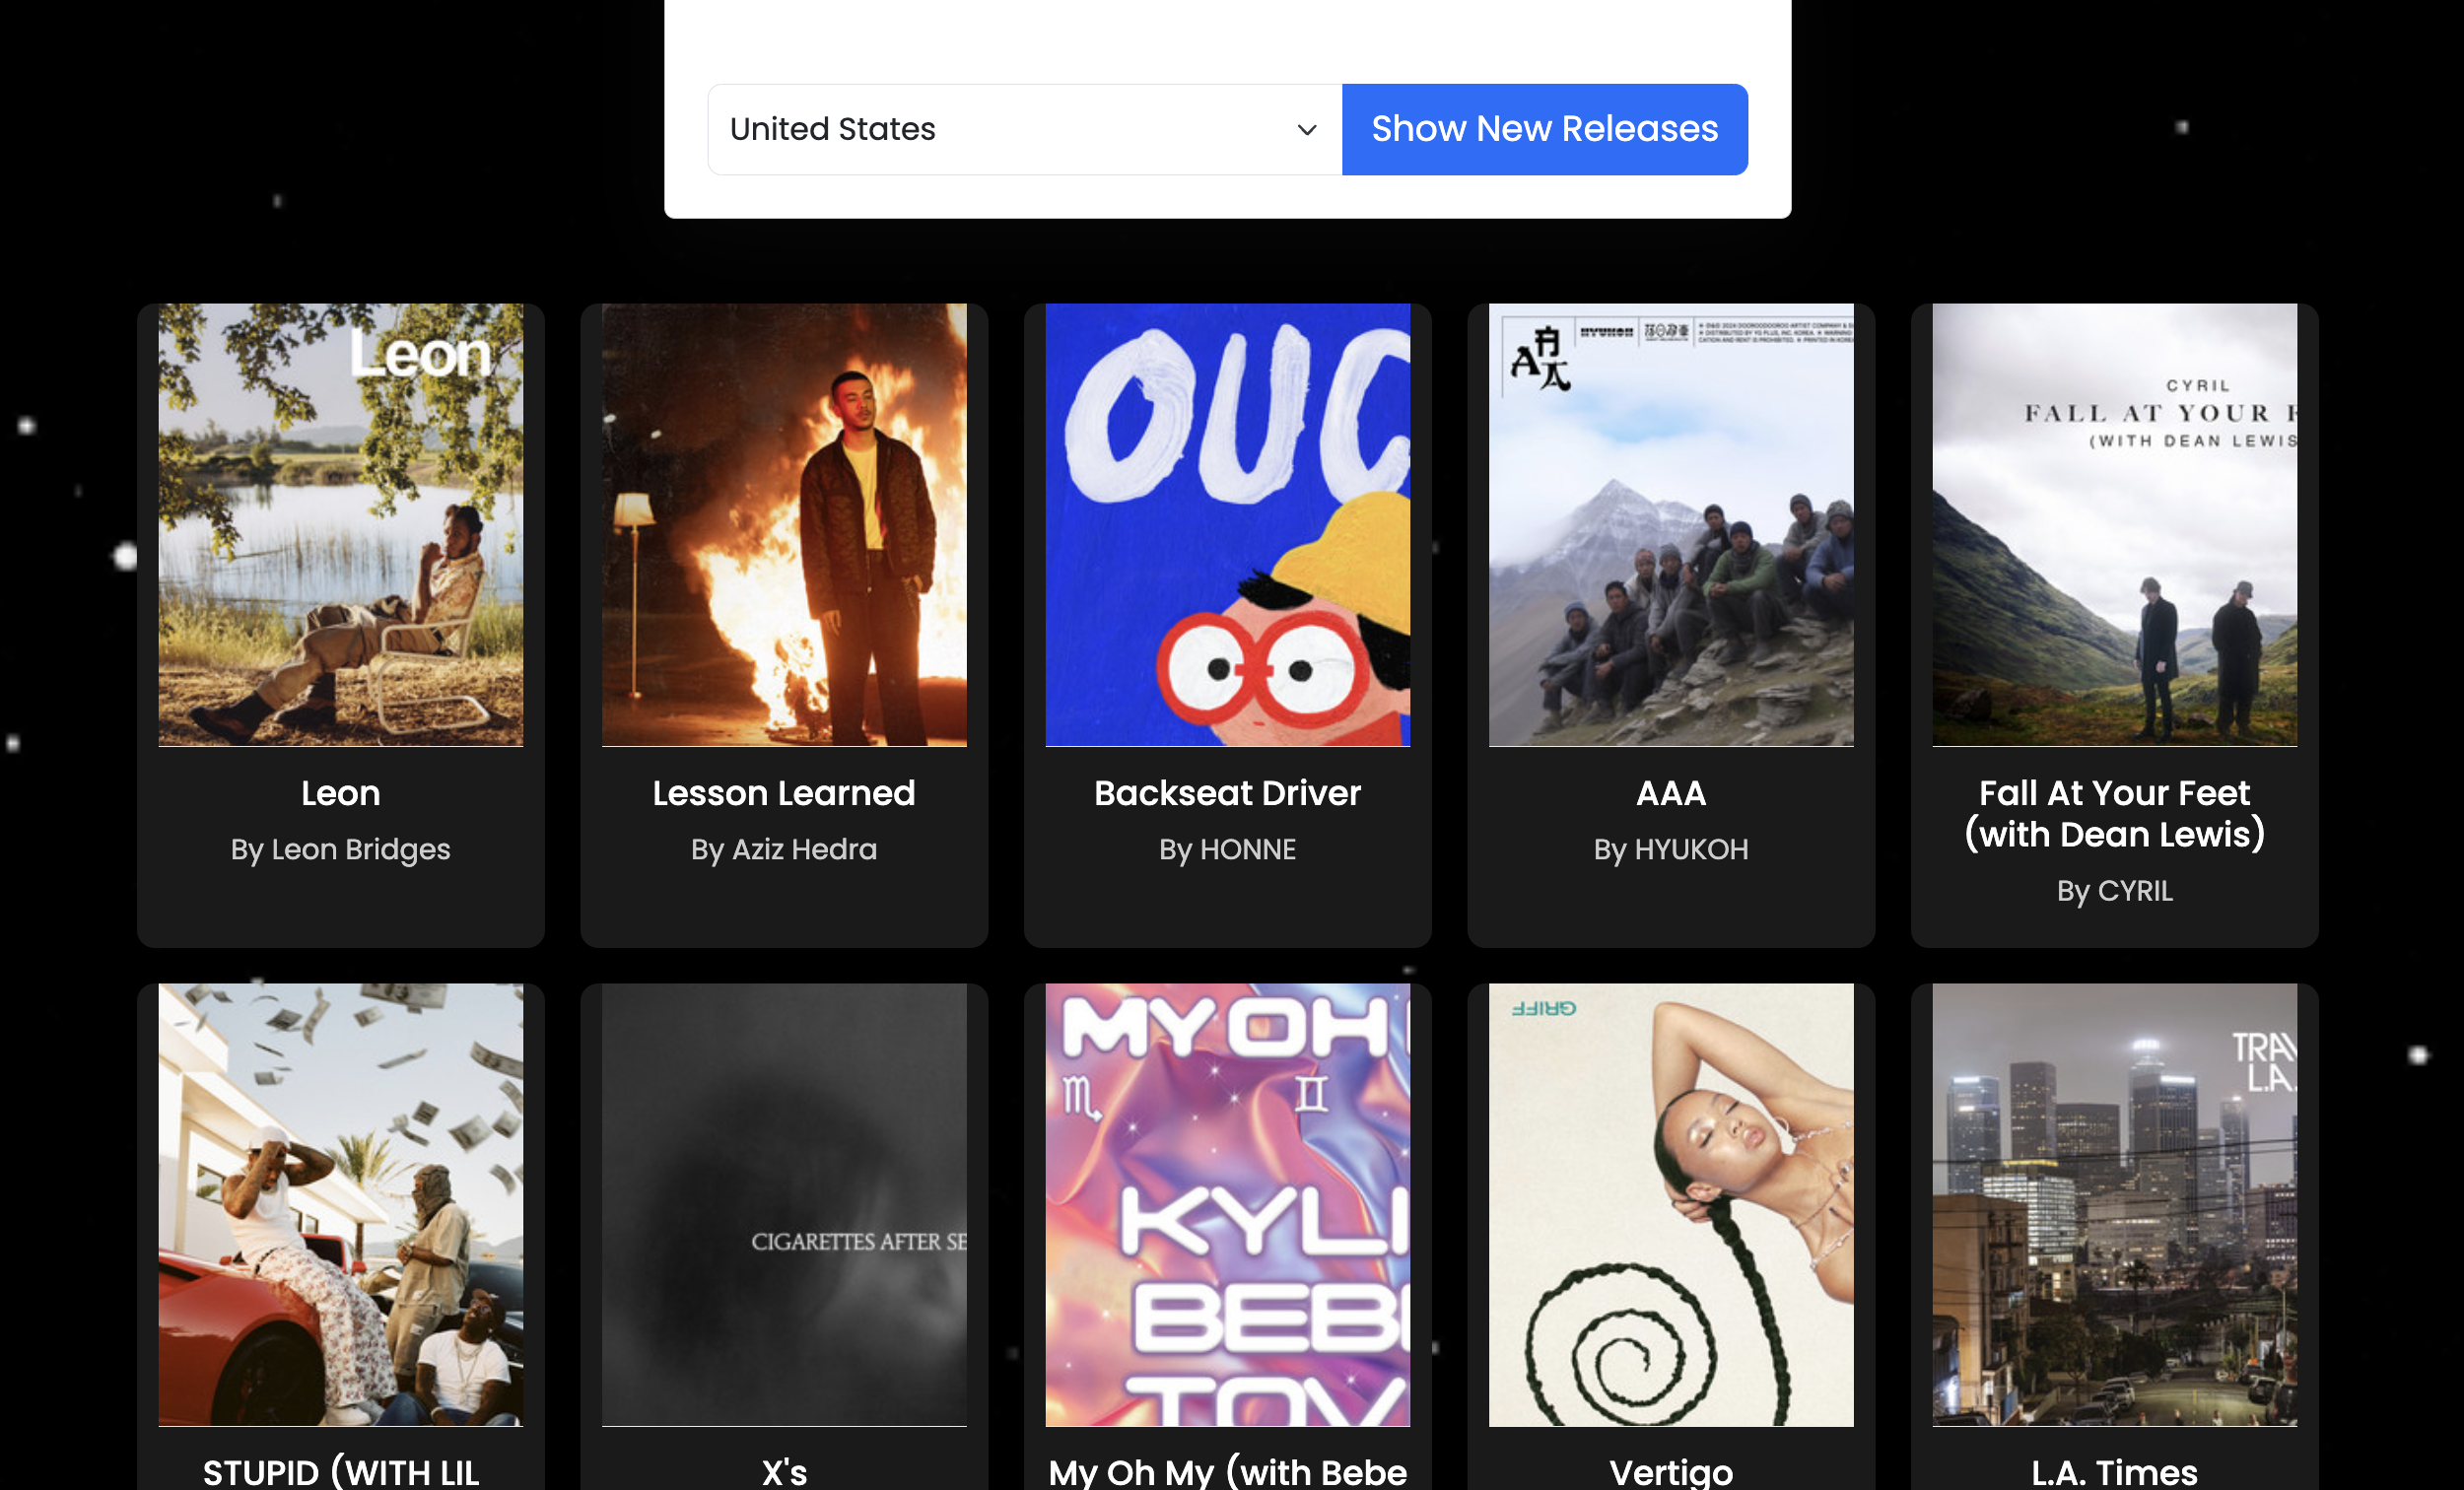 United States
Show New Releases
Leon
OUC
HYUKOH
CYRIL
FALL AT YOUR F
(WITH DEAN LEWIS
Leon
By Leon Bridges
Lesson Learned
By Aziz Hedra
Backseat Driver
By HONNE
AAA
By HYUKOH
Fall At Your Feet
(with Dean Lewis)
By CYRIL
CIGARETTES AFTER SE
MY OH
KYLI
BEB
TOV
GRIFF
TRAV
L.A.
STUPID (WITH LIL
X's
My Oh My (with Bebe
Vertigo
L.A. Times